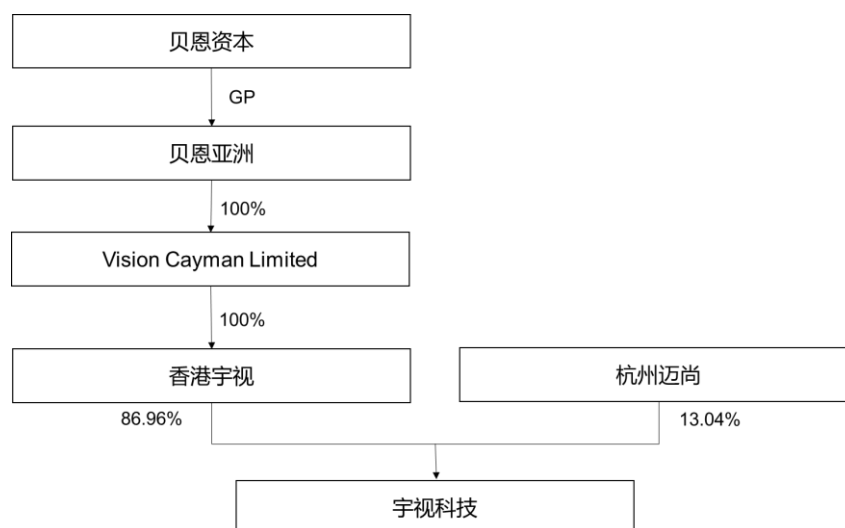 贝恩资本
GP
贝恩亚洲
100%
Vision Cayman Limited
100%
香港宇视
杭州迈尚
86.96%
13.04%
宇视科技